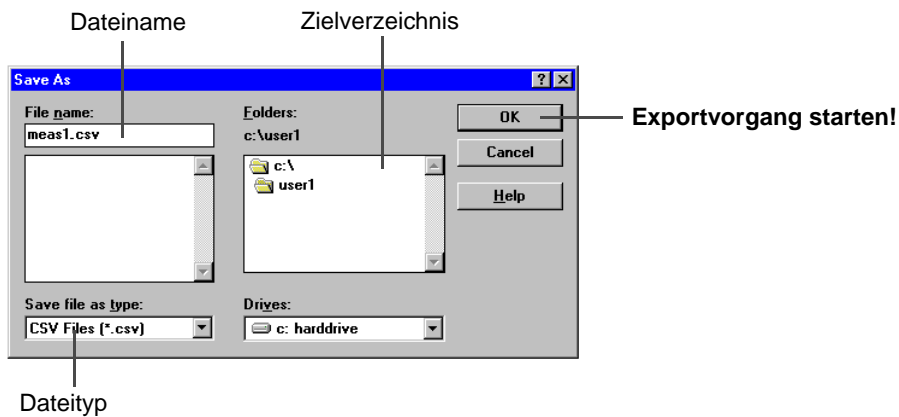 Dateiname
Zielverzeichnis
Save As
File name:
Folders:
OK
Exportvorgang starten!
meas1.csv
c:\user1
Cancel
c:\
user1
Help
Save file as type:
Drives:
CSV Files (*.csv)
c: harddrive
Dateityp